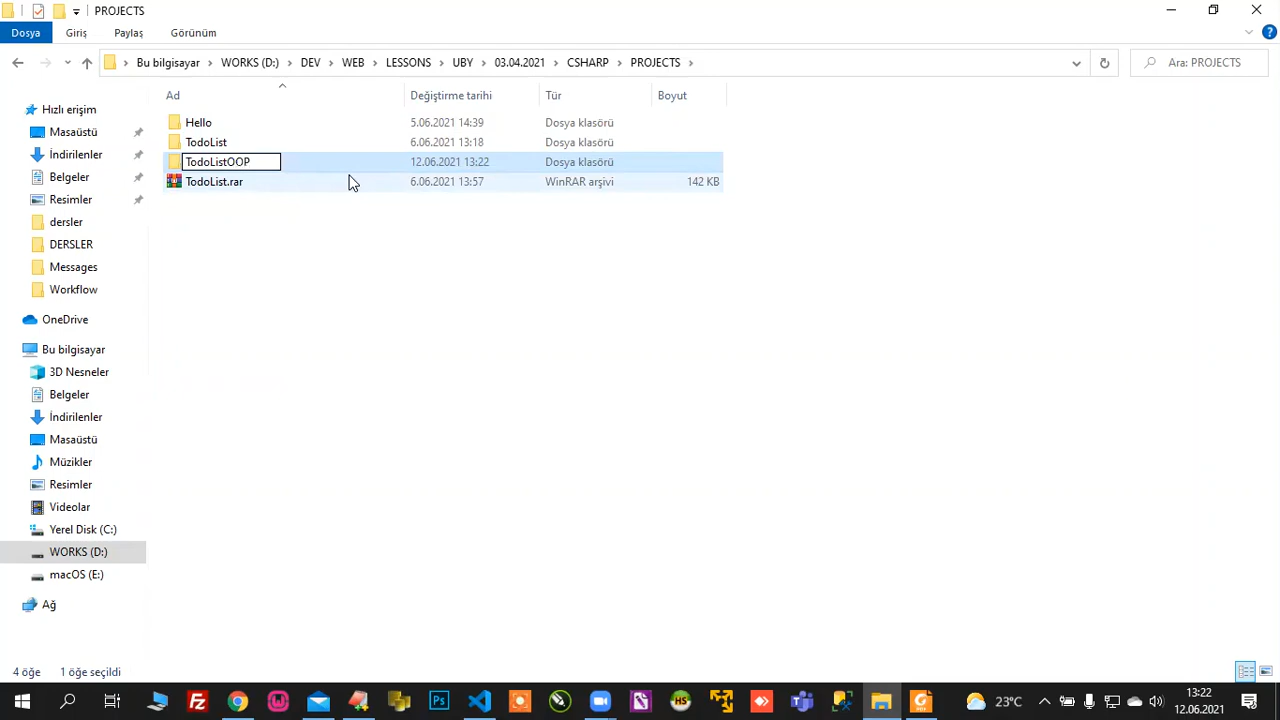 PROJECTS
Dosya Giriş Paylaş Görünüm
Bu bilgisayar WORKS (D:) DEV WEB LESSONS UBY 03.04.2021 CSHARP PROJECTS
Ara: PROJECTS
Ad Değiştirme tarihi Tür Boyut
Hello 5.06.2021 14:39 Dosya klasörü
TodoList 6.06.2021 13:18 Dosya klasörü
TodoListOOP 12.06.2021 13:22 Dosya klasörü
TodoList.rar 6.06.2021 13:57 WinRAR arşivi 142 KB
Hızlı erişim
Masaüstü
İndirilenler
Belgeler
Resimler
dersler
DERSLER
Messages
Workflow
OneDrive
Bu bilgisayar
3D Nesneler
Belgeler
İndirilenler
Masaüstü
Müzikler
Resimler
Videolar
Yerel Disk (C:)
WORKS (D:)
macOS (E:)
Ağ
4 öğe 1 öğe seçildi
Ps
HS
23°C
13:22
12.06.2021